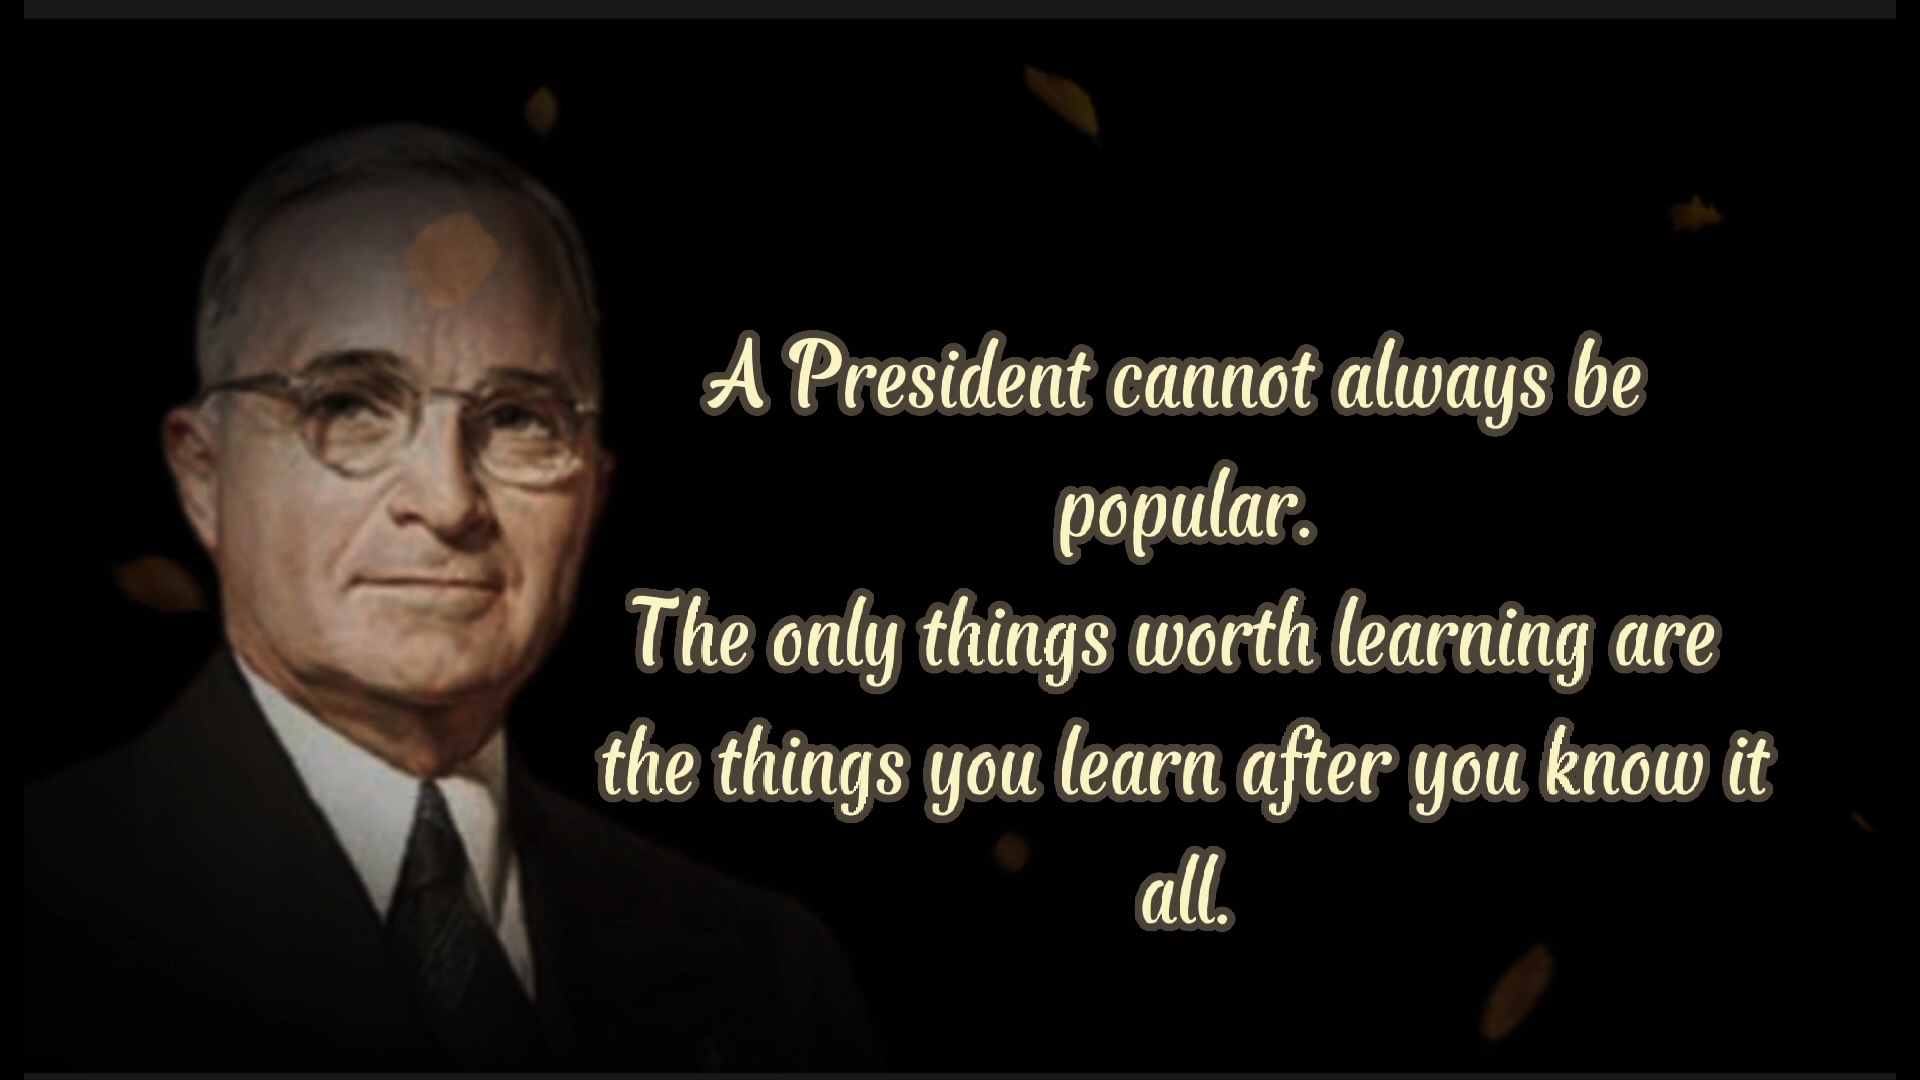 A President cannot always be
popular.
The only things worth learning are
the things you learn after you know it
all.